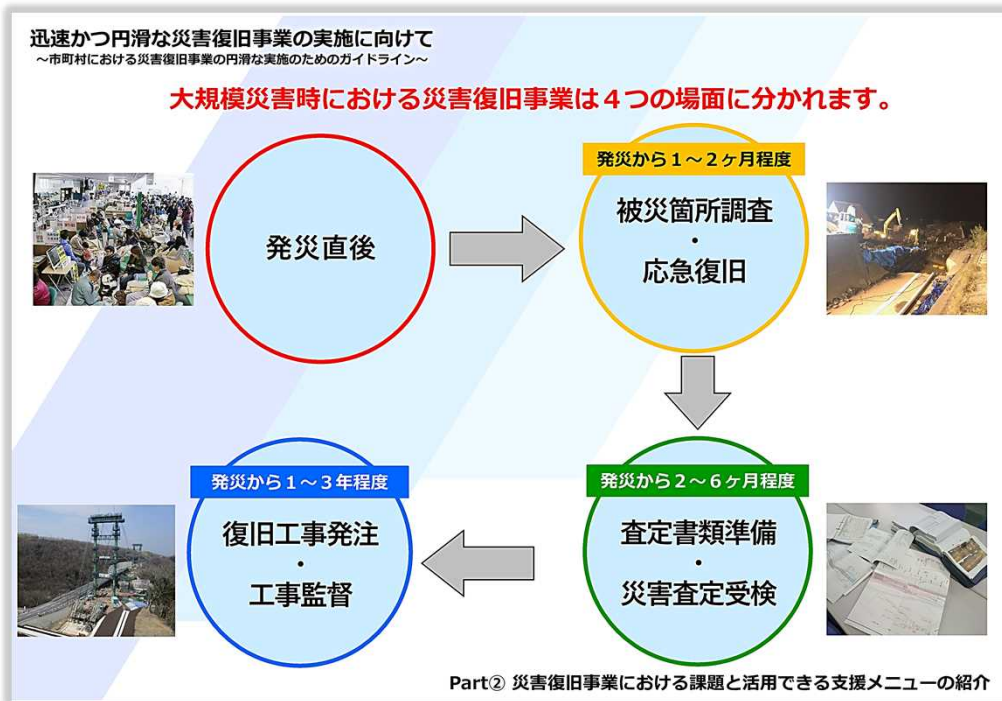 迅速かつ円滑な災害復旧事業の実施に向けて
～市町村における災害復旧事業の円滑な実施のためのガイドライン～
大規模災害時における災害復旧事業は４つの場面に分かれます。
発災直後
発災から１～２ヶ月程度
被災箇所調査
・
応急復旧
発災から２～６ヶ月程度
査定書類準備
・
災害査定受検
発災から１～３年程度
復旧工事発注
・
工事監督
Part② 災害復旧事業における課題と活用できる支援メニューの紹介